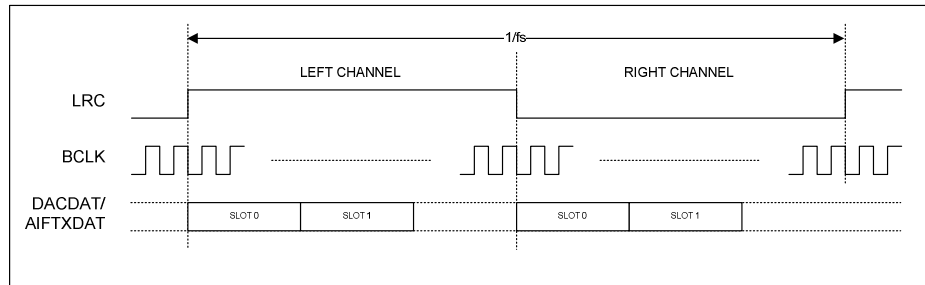 1/fs
LEFT CHANNEL RIGHT CHANNEL
LRC
BCLK
DACDAT/
AIFTXDAT
SLOT 0 SLOT 1 SLOT 0 SLOT 1